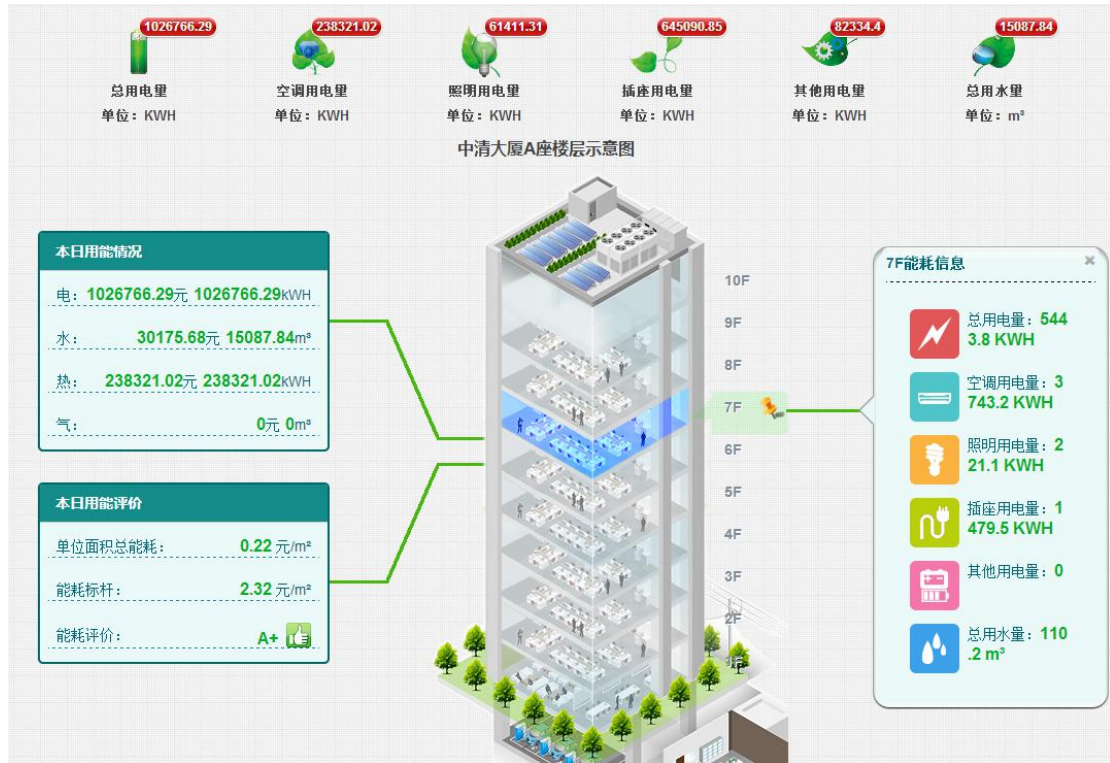 1026766.29
238321.02
61411.31
645090.85
82334.4
15087.84
总用电量
空调用电量
照明用电量
插座用电量
其他用电量
总用水量
单位：KWH
单位：KWH
单位：KWH
单位：KWH
单位：KWH
单位：m³
中清大厦A座楼层示意图
本日用能情况
电：1026766.29元 1026766.29KWH
水：30175.68元 15087.84m³
热：238321.02元 238321.02KWH
气：0元 0m³
本日用能评价
单位面积总能耗：0.22 元/m²
能耗标杆：2.32 元/m²
能耗评价：A+
10F
9F
8F
7F
6F
5F
4F
3F
2F
1F
7F能耗信息
×
总用电量：544
3.8 KWH
空调用电量：3
743.2 KWH
照明用电量：2
21.1 KWH
插座用电量：1
479.5 KWH
其他用电量：0
总用水量：110
.2 m³